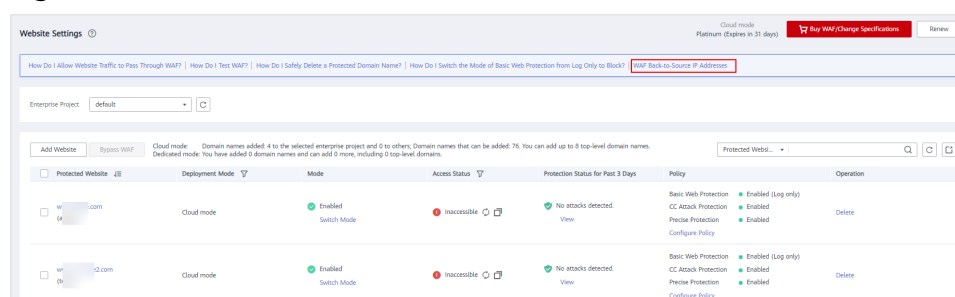 Website Settings
Cloud mode
Platinum (Expires in 31 days)
Buy WAF/Change Specifications
Renew
How Do I Allow Website Traffic to Pass Through WAF? | How Do I Test WAF? | How Do I Safely Delete a Protected Domain Name? | How Do I Switch the Mode of Basic Web Protection from Log Only to Block? | WAF Back-to-Source IP Addresses
Enterprise Project default
Add Website Bypass WAF
Cloud mode: Domain names added: 4 to the selected enterprise project and 0 to others; Domain names that can be added: 76. You can add up to 8 top-level domain names.
Dedicated mode: You have added 0 domain names and can add 0 more, including 0 top-level domains.
Protected Websi...
Protected Website Deployment Mode Mode Access Status Protection Status for Past 3 Days Policy Operation
Basic Web Protection Enabled (Log only)
w .com Cloud mode Enabled Inaccessible No attacks detected. CC Attack Protection Enabled Delete
Switch Mode View Precise Protection Enabled
Configure Policy
Basic Web Protection Enabled (Log only)
2.com Cloud mode Enabled Inaccessible No attacks detected. CC Attack Protection Enabled Delete
Switch Mode View Precise Protection Enabled
Configure Policy